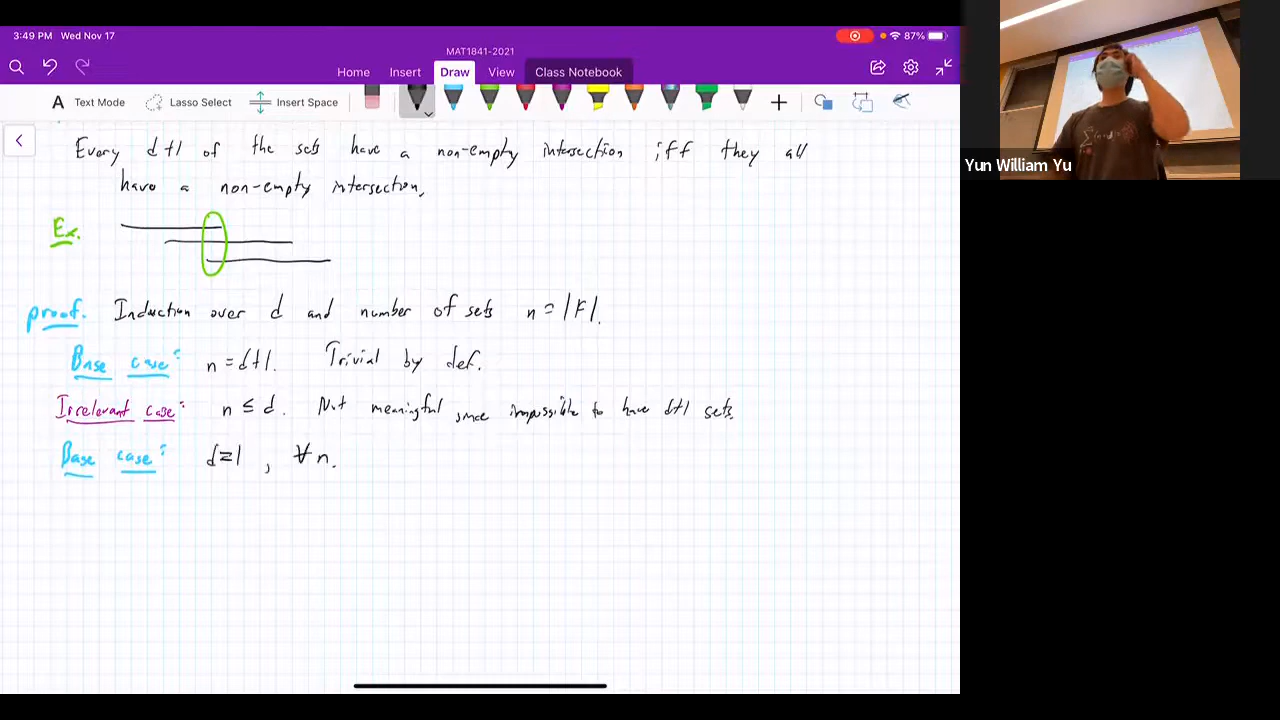 3:49 PM Wed Nov 17
87%
MAT1841-2021
Home Insert Draw View Class Notebook
Text Mode Lasso Select Insert Space
Every d+1 of the sets have a non-empty intersection iff they all
have a non-empty intersection.
Ex.
proof. Induction over d and number of sets n = |F|.
Base case: n = d+1. Trivial by def.
Irrelevant case: n ≤ d. Not meaningful since impossible to have d+1 sets.
Base case: d=1, ∀ n.
Yun William Yu